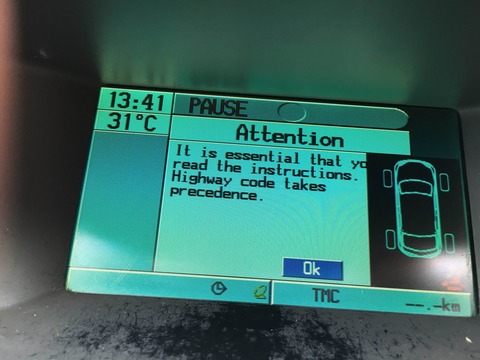 13:41
PAUSE
31°C
Attention
It is essential that yo
read the instructions.
Highway code takes
precedence.
Ok
TMC
--.-km